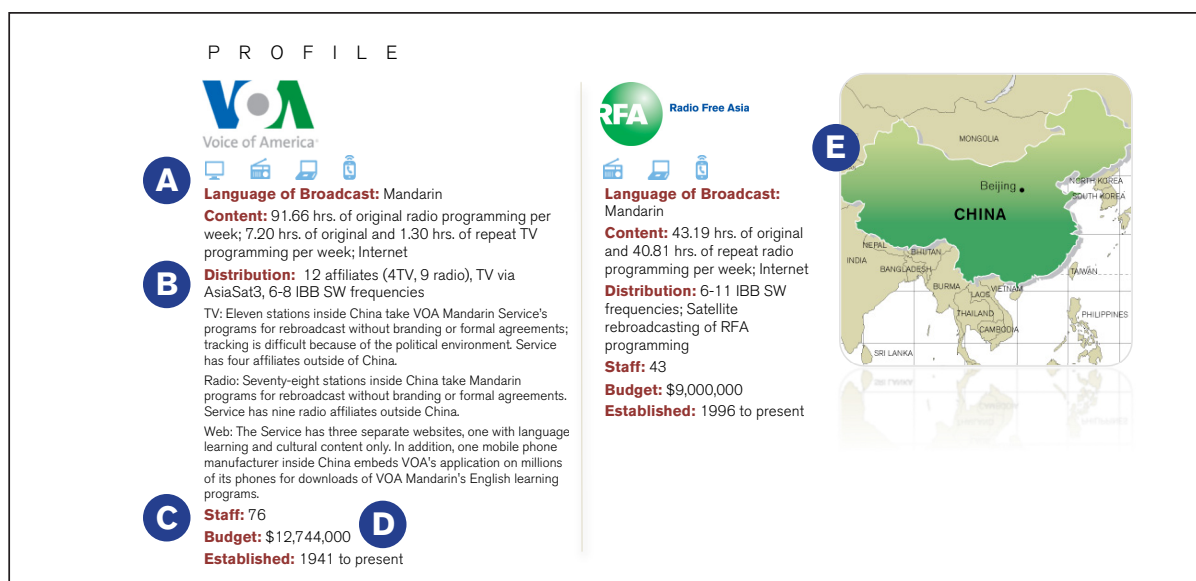 P R O F I L E
VOA
Voice of America
A
Language of Broadcast: Mandarin
Content: 91.66 hrs. of original radio programming per
week; 7.20 hrs. of original and 1.30 hrs. of repeat TV
programming per week; Internet
B
Distribution: 12 affiliates (4TV, 9 radio), TV via
AsiaSat3, 6-8 IBB SW frequencies
TV: Eleven stations inside China take VOA Mandarin Service's
programs for rebroadcast without branding or formal agreements;
tracking is difficult because of the political environment. Service
has four affiliates outside of China.
Radio: Seventy-eight stations inside China take Mandarin
programs for rebroadcast without branding or formal agreements.
Service has nine radio affiliates outside China.
Web: The Service has three separate websites, one with language
learning and cultural content only. In addition, one mobile phone
manufacturer inside China embeds VOA's application on millions
of its phones for downloads of VOA Mandarin's English learning
programs.
C
Staff: 76
Budget: $12,744,000
D
Established: 1941 to present
RFA
Radio Free Asia
Language of Broadcast:
Mandarin
Content: 43.19 hrs. of original
and 40.81 hrs. of repeat radio
programming per week; Internet
Distribution: 6-11 IBB SW
frequencies; Satellite
rebroadcasting of RFA
programming
Staff: 43
Budget: $9,000,000
Established: 1996 to present
E
MONGOLIA
Beijing
NORTH KOREA
SOUTH KOREA
CHINA
NEPAL
BHUTAN
INDIA
BANGLADESH
TAIWAN
BURMA
LAOS
VIETNAM
THAILAND
PHILIPPINES
CAMBODIA
SRI LANKA